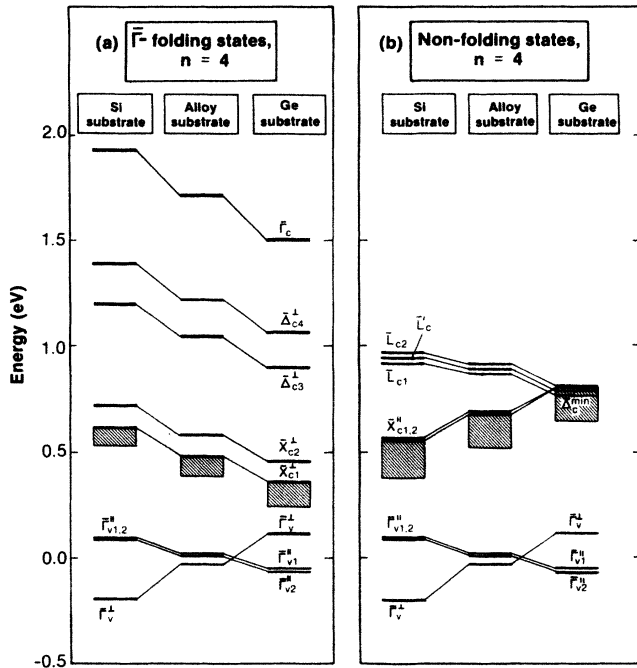 (a) Γ̄- folding states,
n = 4
(b) Non-folding states,
n = 4
Si
substrate
Alloy
substrate
Ge
substrate
Si
substrate
Alloy
substrate
Ge
substrate
Energy (eV)
2.0
1.5
1.0
0.5
0.0
-0.5
Γ̄c
Δ̄⊥c4
Δ̄⊥c3
X̄⊥c2
X̄⊥c1
Γ̄∥v1,2
Γ̄⊥v
Γ̄∥v1
Γ̄∥v2
Γ̄⊥v
L̄c2
L̄′c
L̄c1
X̄∥c1,2
Δ̄min c
Γ̄∥v1,2
Γ̄⊥v
Γ̄∥v1
Γ̄∥v2
Γ̄⊥v